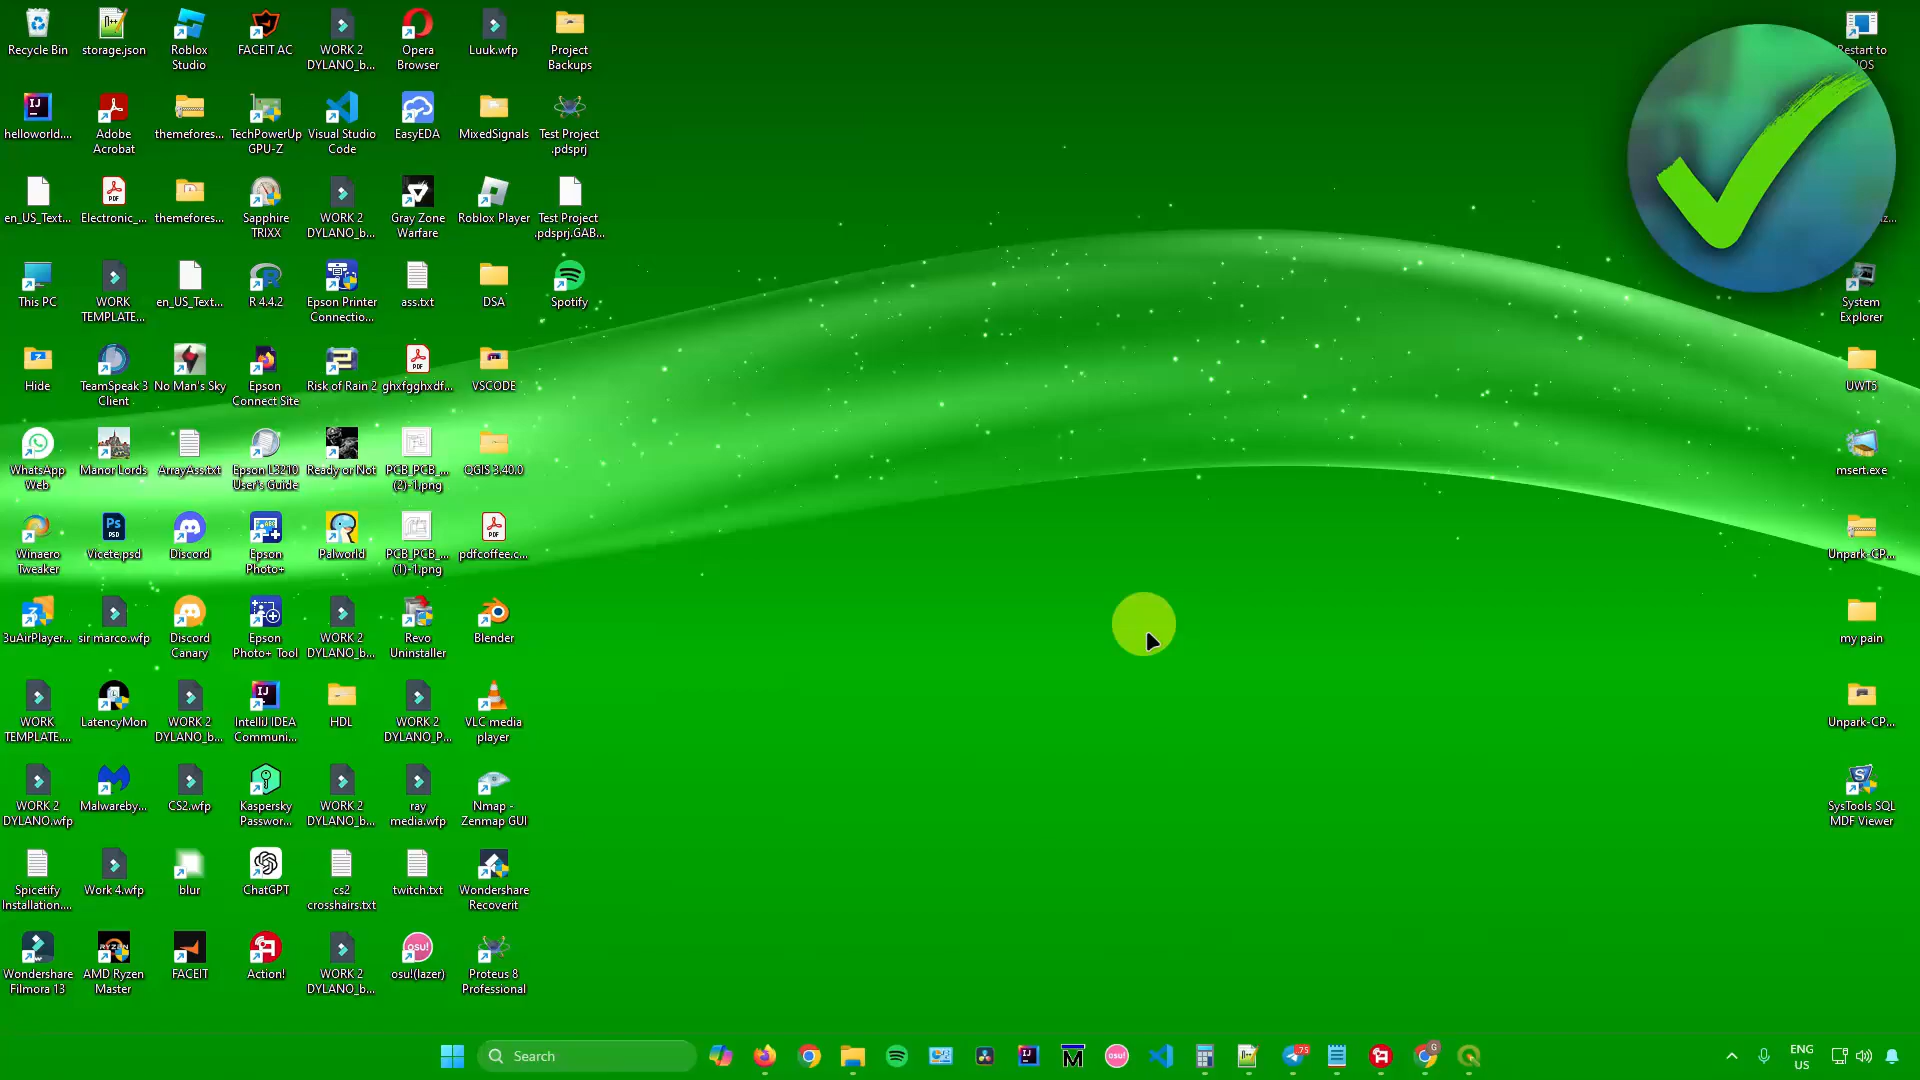 Recycle Bin
storage.json
Roblox
Studio
FACEIT AC
WORK 2
DYLANO_b...
Opera
Browser
Luuk.wfp
Project
Backups
Restart to
helloworld....
Adobe
Acrobat
themefores...
TechPowerUp
GPU-Z
Visual Studio
Code
EasyEDA
MixedSignals
Test Project
.pdsprj
en_US_Text...
Electronic_...
themefores...
Sapphire
TRIXX
WORK 2
DYLANO_b...
Gray Zone
Warfare
Roblox Player
Test Project
.pdsprj.GAB...
This PC
WORK
TEMPLATE...
en_US_Text...
R 4.4.2
Epson Printer
Connectio...
ass.txt
DSA
Spotify
System
Explorer
Hide
TeamSpeak 3
Client
No Man's Sky
Epson
Connect Site
Risk of Rain 2
ghxfgghxdf...
VSCODE
UWT5
WhatsApp
Web
Manor Lords
ArrayAss.txt
Epson L3210
User's Guide
Ready or Not
PCB_PCB_...
(2)-1.png
QGIS 3.40.0
msert.exe
Winaero
Tweaker
Vicete.psd
Discord
Epson
Photo+
Palworld
PCB_PCB_...
(1)-1.png
pdfcoffee.c...
Unpark-CP...
3uAirPlayer...
sir marco.wfp
Discord
Canary
Epson
Photo+ Tool
WORK 2
DYLANO_b...
Revo
Uninstaller
Blender
my pain
WORK
TEMPLATE....
LatencyMon
WORK 2
DYLANO_b...
IntelliJ IDEA
Communi...
HDL
WORK 2
DYLANO_P...
VLC media
player
Unpark-CP...
WORK 2
DYLANO.wfp
Malwareby...
CS2.wfp
Kaspersky
Passwor...
WORK 2
DYLANO_b...
ray
media.wfp
Nmap -
Zenmap GUI
SysTools SQL
MDF Viewer
Spicetify
Installation....
Work 4.wfp
blur
ChatGPT
cs2
crosshairs.txt
twitch.txt
Wondershare
Recoverit
Wondershare
Filmora 13
AMD Ryzen
Master
FACEIT
Action!
WORK 2
DYLANO_b...
osu!(lazer)
Proteus 8
Professional
Search
ENG
US